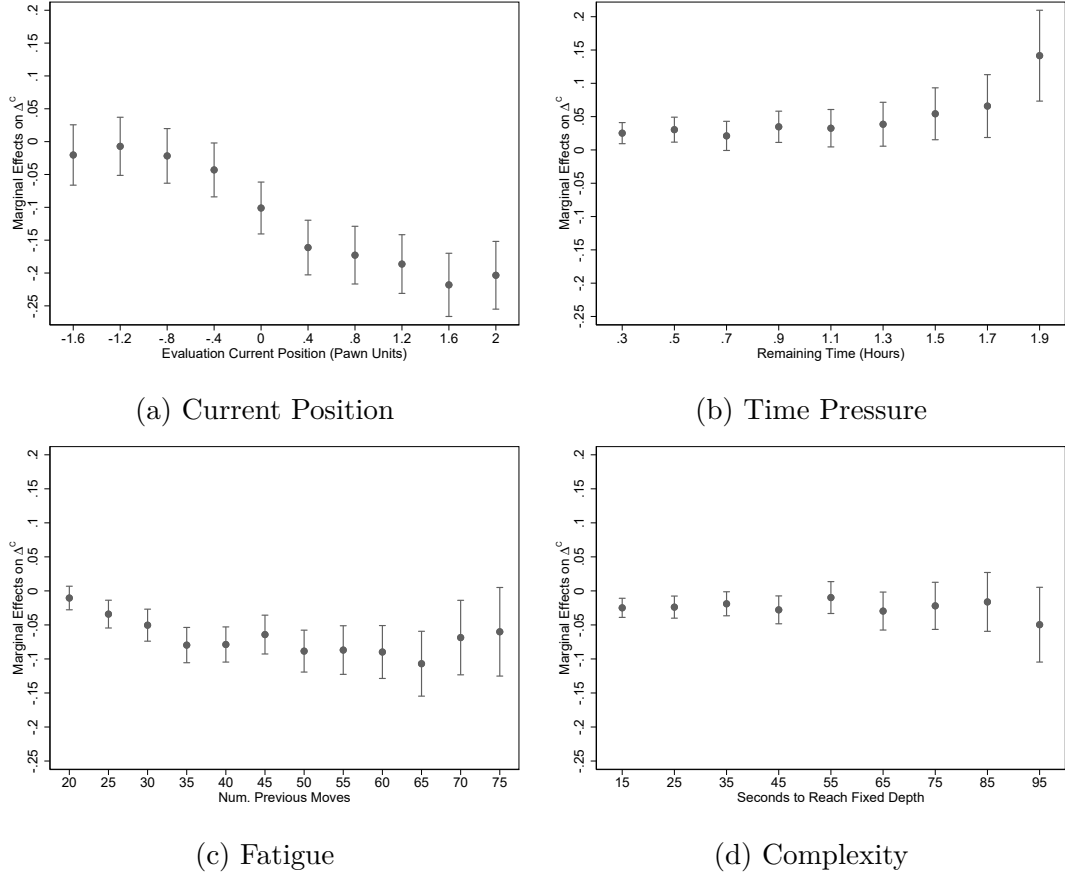 Marginal Effects on Δ^C
.2
.15
.1
.05
0
-.05
-.1
-.15
-.2
-.25
-1.6 -1.2 -.8 -.4 0 .4 .8 1.2 1.6 2
Evaluation Current Position (Pawn Units)
(a) Current Position
Marginal Effects on Δ^C
.2
.15
.1
.05
0
-.05
-.1
-.15
-.2
-.25
.3 .5 .7 .9 1.1 1.3 1.5 1.7 1.9
Remaining Time (Hours)
(b) Time Pressure
Marginal Effects on Δ^C
.2
.15
.1
.05
0
-.05
-.1
-.15
-.2
-.25
20 25 30 35 40 45 50 55 60 65 70 75
Num. Previous Moves
(c) Fatigue
Marginal Effects on Δ^C
.2
.15
.1
.05
0
-.05
-.1
-.15
-.2
-.25
15 25 35 45 55 65 75 85 95
Seconds to Reach Fixed Depth
(d) Complexity